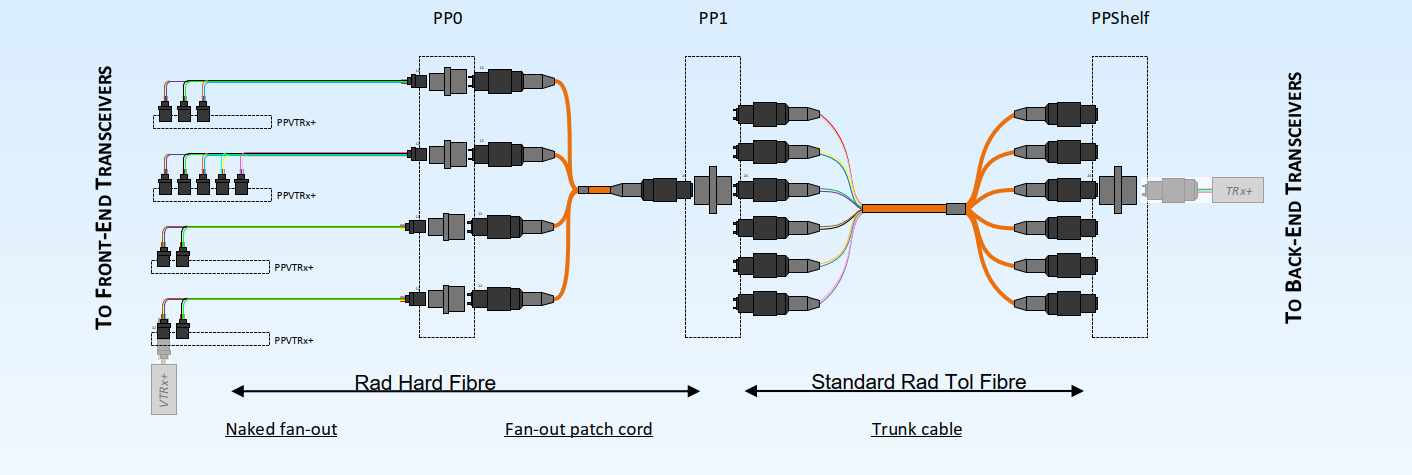 PP0
PP1
PPShelf
TO FRONT-END TRANSCEIVERS
TO BACK-END TRANSCEIVERS
PPVTRx+
PPVTRx+
TRx+
PPVTRx+
PPVTRx+
VTRx+
Rad Hard Fibre
Standard Rad Tol Fibre
Naked fan-out
Fan-out patch cord
Trunk cable